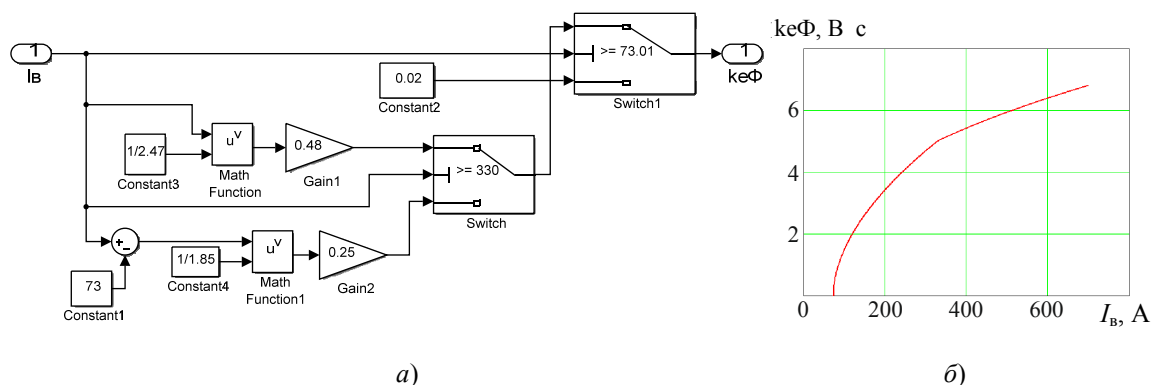 1
Iв
0.02
Constant2
>= 73.01
Switch1
1
keΦ
1/2.47
Constant3
u^v
Math
Function
0.48
Gain1
>= 330
Switch
+
−
73
Constant1
1/1.85
Constant4
u^v
Math
Function1
0.25
Gain2
а)
keΦ, В с
6
4
2
0 200 400 600 Iв, А
б)